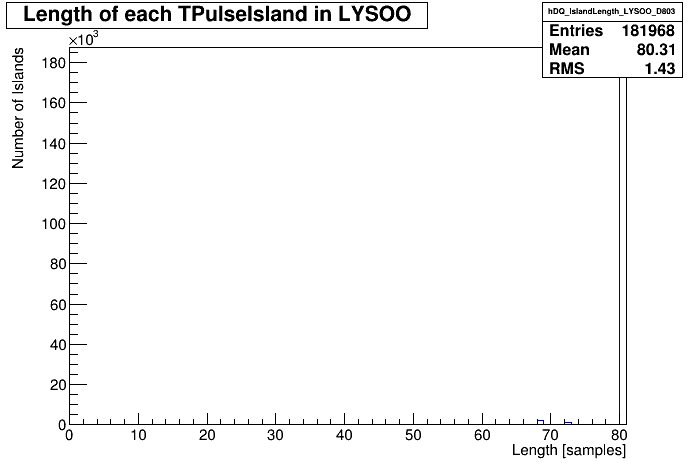 Length of each TPulseIsland in LYSOO
hDQ_IslandLength_LYSOO_D803
Entries 181968
Mean 80.31
RMS 1.43
×10³
Number of Islands
180
160
140
120
100
80
60
40
20
0
0 10 20 30 40 50 60 70 80
Length [samples]